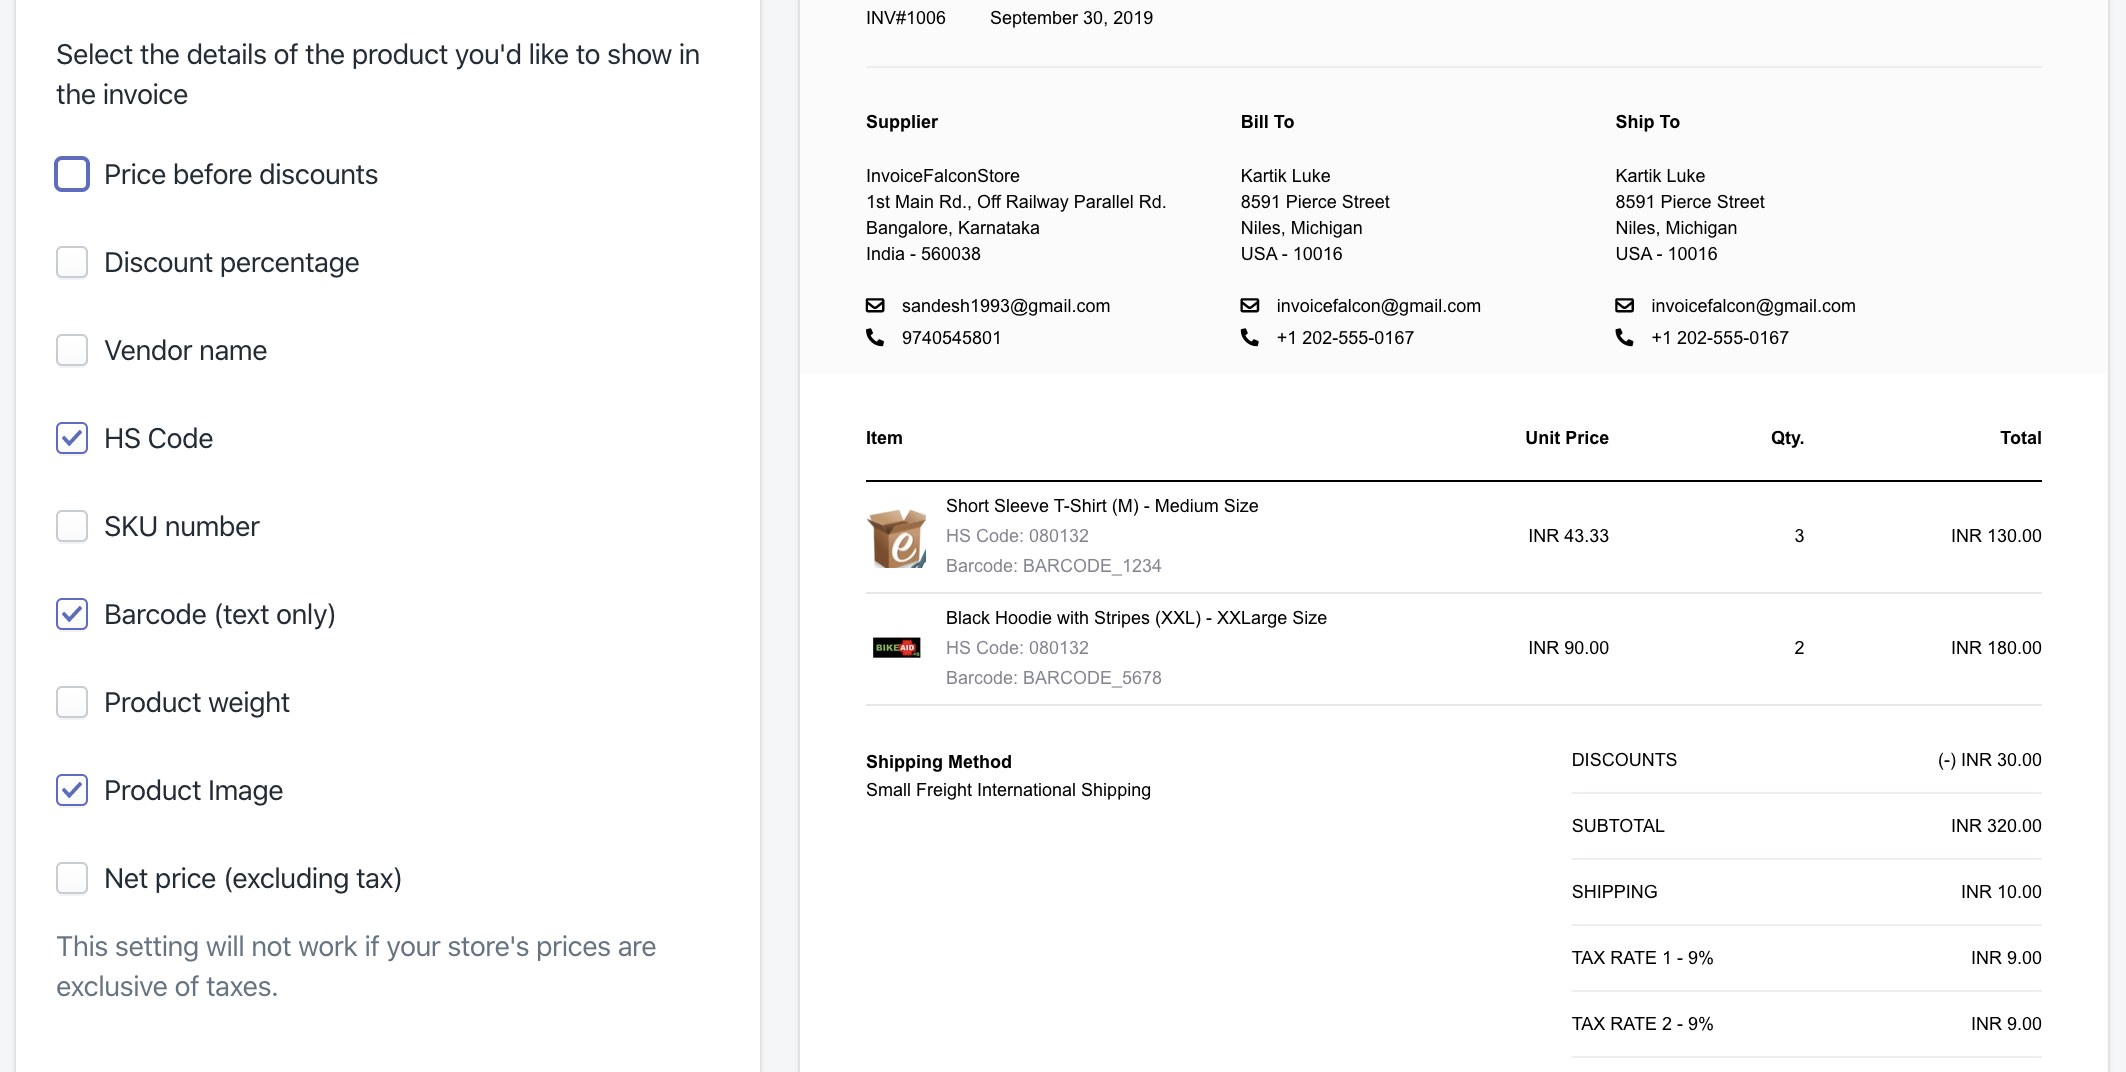 Select the details of the product you'd like to show in
the invoice
Price before discounts
Discount percentage
Vendor name
HS Code
SKU number
Barcode (text only)
Product weight
Product Image
Net price (excluding tax)
This setting will not work if your store's prices are
exclusive of taxes.
INV#1006 September 30, 2019
Supplier
InvoiceFalconStore
1st Main Rd., Off Railway Parallel Rd.
Bangalore, Karnataka
India - 560038
sandesh1993@gmail.com
9740545801
Bill To
Kartik Luke
8591 Pierce Street
Niles, Michigan
USA - 10016
invoicefalcon@gmail.com
+1 202-555-0167
Ship To
Kartik Luke
8591 Pierce Street
Niles, Michigan
USA - 10016
invoicefalcon@gmail.com
+1 202-555-0167
Item Unit Price Qty. Total
e
Short Sleeve T-Shirt (M) - Medium Size
HS Code: 080132
Barcode: BARCODE_1234
INR 43.33 3 INR 130.00
BIKEAID
Black Hoodie with Stripes (XXL) - XXLarge Size
HS Code: 080132
Barcode: BARCODE_5678
INR 90.00 2 INR 180.00
Shipping Method
Small Freight International Shipping
DISCOUNTS (-) INR 30.00
SUBTOTAL INR 320.00
SHIPPING INR 10.00
TAX RATE 1 - 9% INR 9.00
TAX RATE 2 - 9% INR 9.00